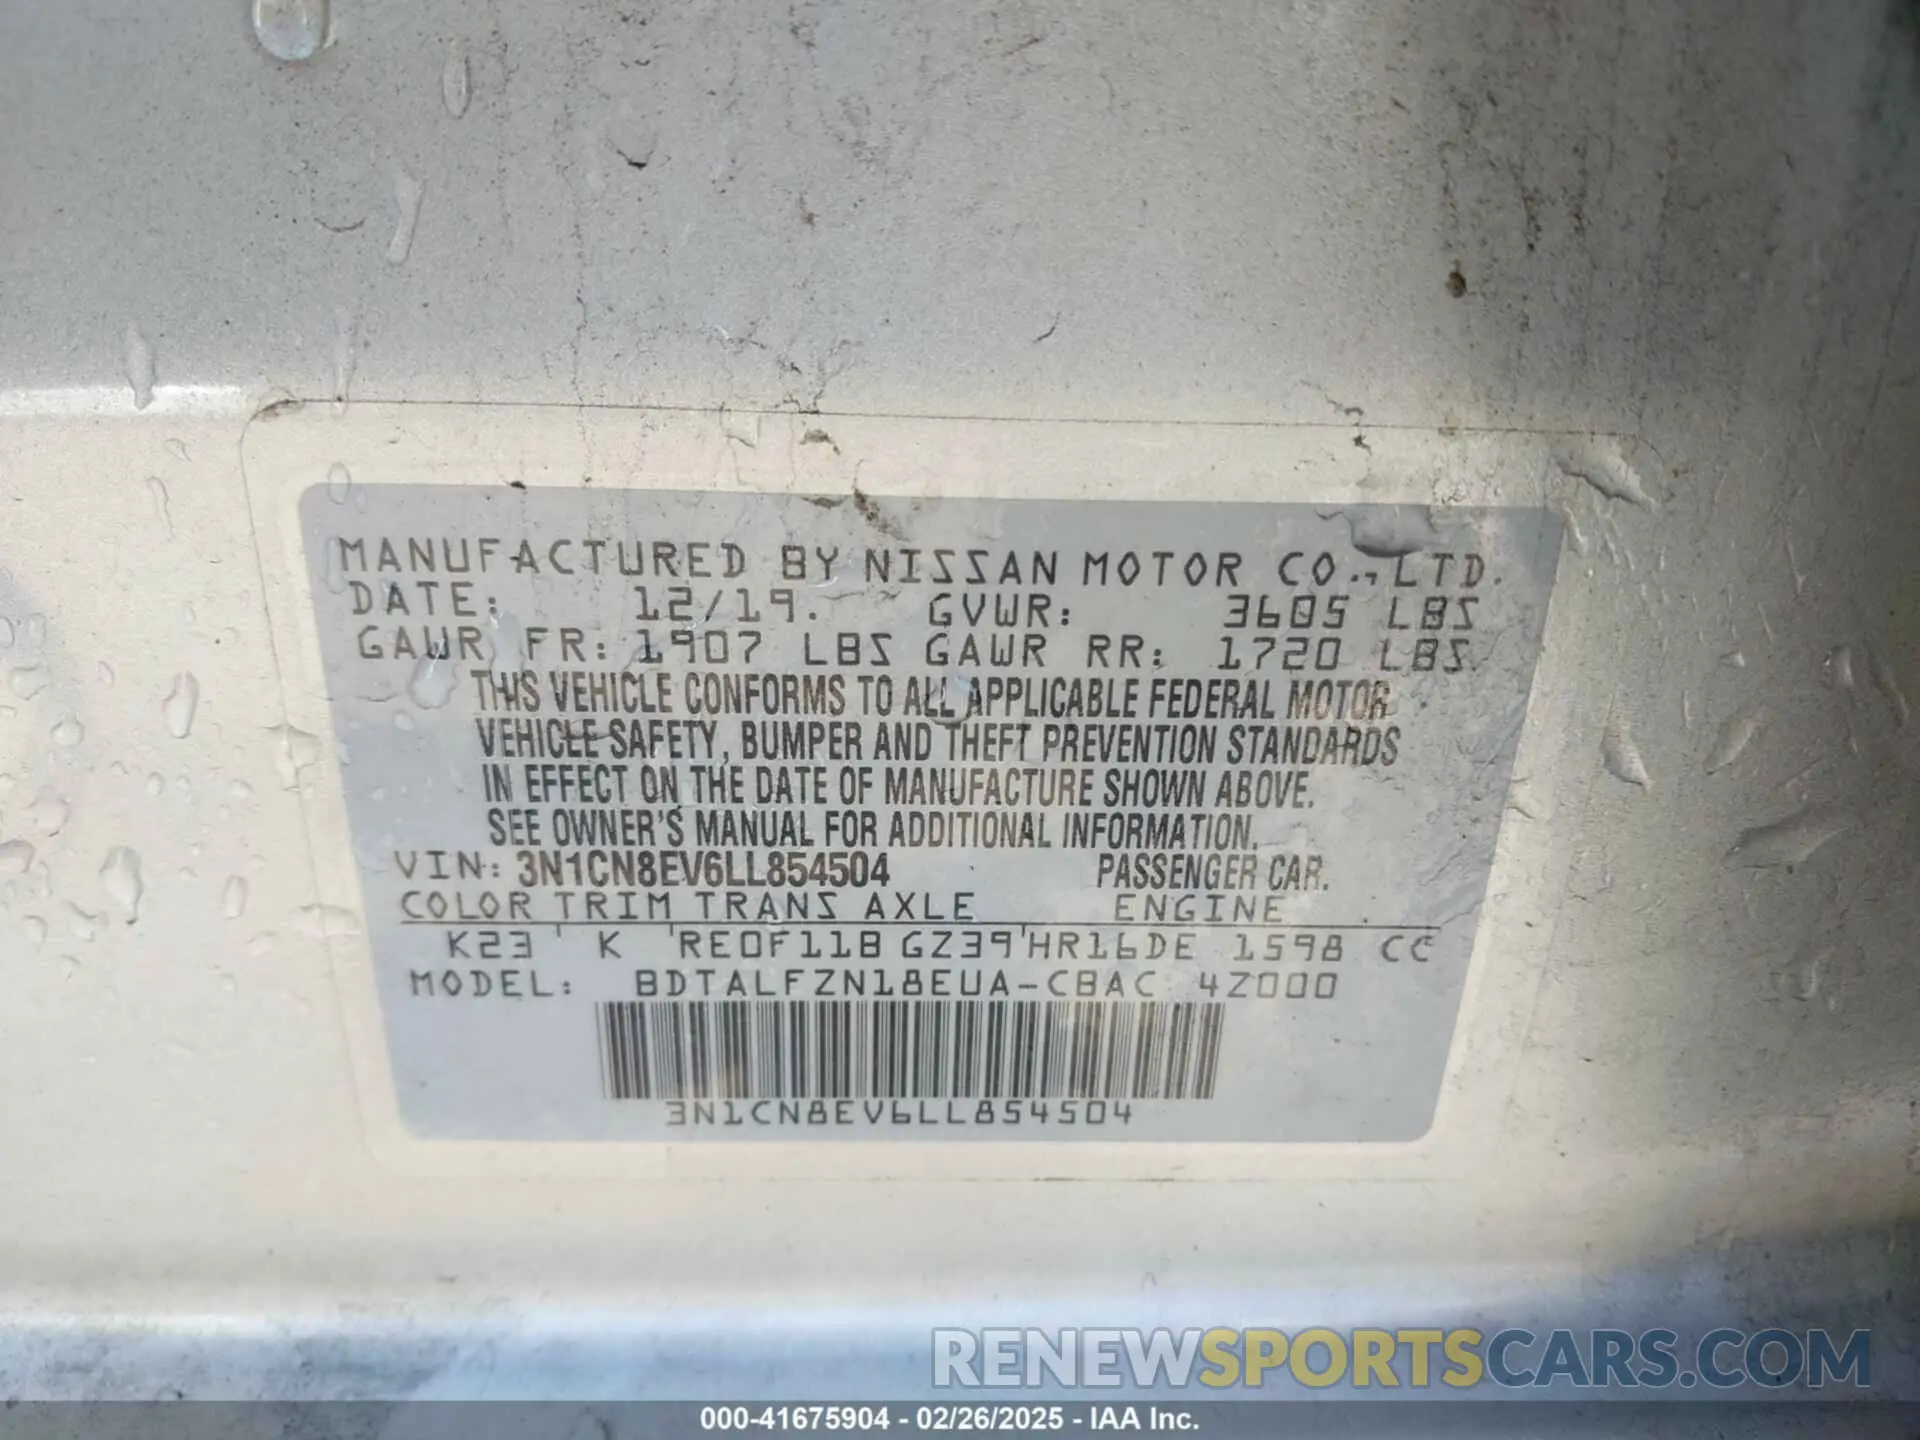 MANUFACTURED BY NISSAN MOTOR CO., LTD.
DATE: 12/19. GVWR: 3605 LBS
GAWR FR: 1907 LBS GAWR RR: 1720 LBS.
THIS VEHICLE CONFORMS TO ALL APPLICABLE FEDERAL MOTOR
VEHICLE SAFETY, BUMPER AND THEFT PREVENTION STANDARDS
IN EFFECT ON THE DATE OF MANUFACTURE SHOWN ABOVE.
SEE OWNER'S MANUAL FOR ADDITIONAL INFORMATION.
VIN: 3N1CN8EV6LL854504 PASSENGER CAR.
COLOR TRIM TRANS AXLE ENGINE
K23 K RE0F11B GZ39 HR16DE 1598 CC
MODEL: BDTALFZN18EUA-CBAC 4Z000
3N1CN8EV6LL854504
RENEWSPORTSCARS.COM
000-41675904 - 02/26/2025 - IAA Inc.